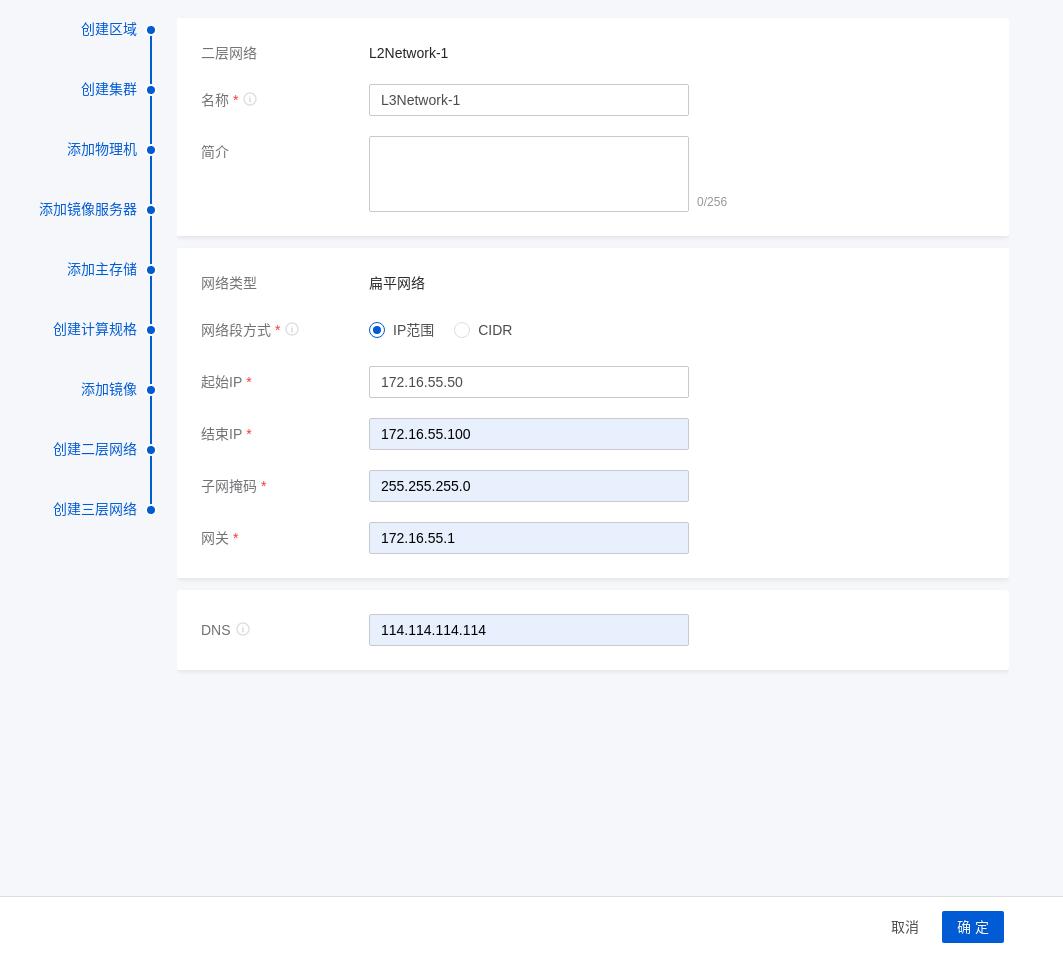 创建区域
创建集群
添加物理机
添加镜像服务器
添加主存储
创建计算规格
添加镜像
创建二层网络
创建三层网络
二层网络 L2Network-1
名称 * L3Network-1
简介
0/256
网络类型 扁平网络
网络段方式 * IP范围 CIDR
起始IP * 172.16.55.50
结束IP * 172.16.55.100
子网掩码 * 255.255.255.0
网关 * 172.16.55.1
DNS 114.114.114.114
取消 确 定